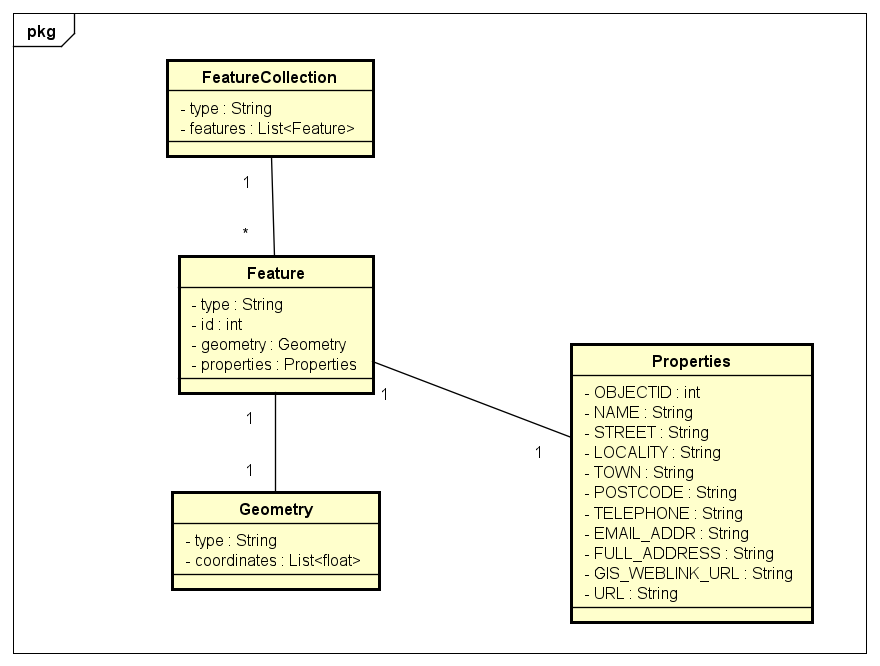 pkg
FeatureCollection
- type : String
- features : List<Feature>
1
*
Feature
- type : String
- id : int
- geometry : Geometry
- properties : Properties
1
1
1
1
Geometry
- type : String
- coordinates : List<float>
Properties
- OBJECTID : int
- NAME : String
- STREET : String
- LOCALITY : String
- TOWN : String
- POSTCODE : String
- TELEPHONE : String
- EMAIL_ADDR : String
- FULL_ADDRESS : String
- GIS_WEBLINK_URL : String
- URL : String